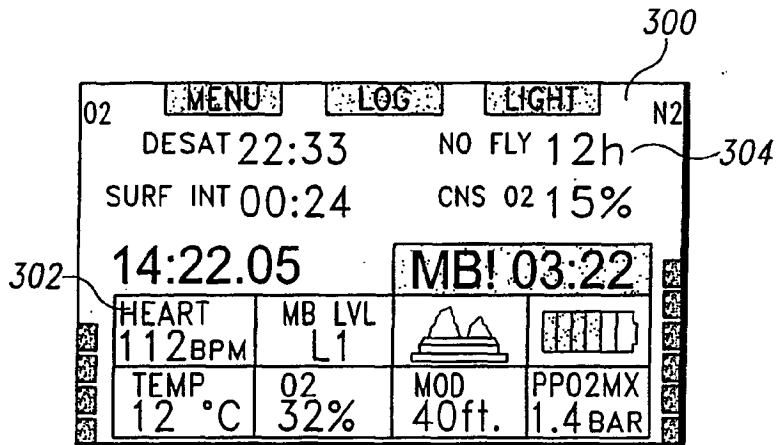 300
MENU LOG LIGHT
O2 N2
DESAT 22:33 NO FLY 12h 304
SURF INT 00:24 CNS O2 15%
302 14:22.05 MB! 03:22
HEART MB LVL
112BPM L1
TEMP O2 MOD PPO2MX
12 °C 32% 40ft. 1.4 BAR